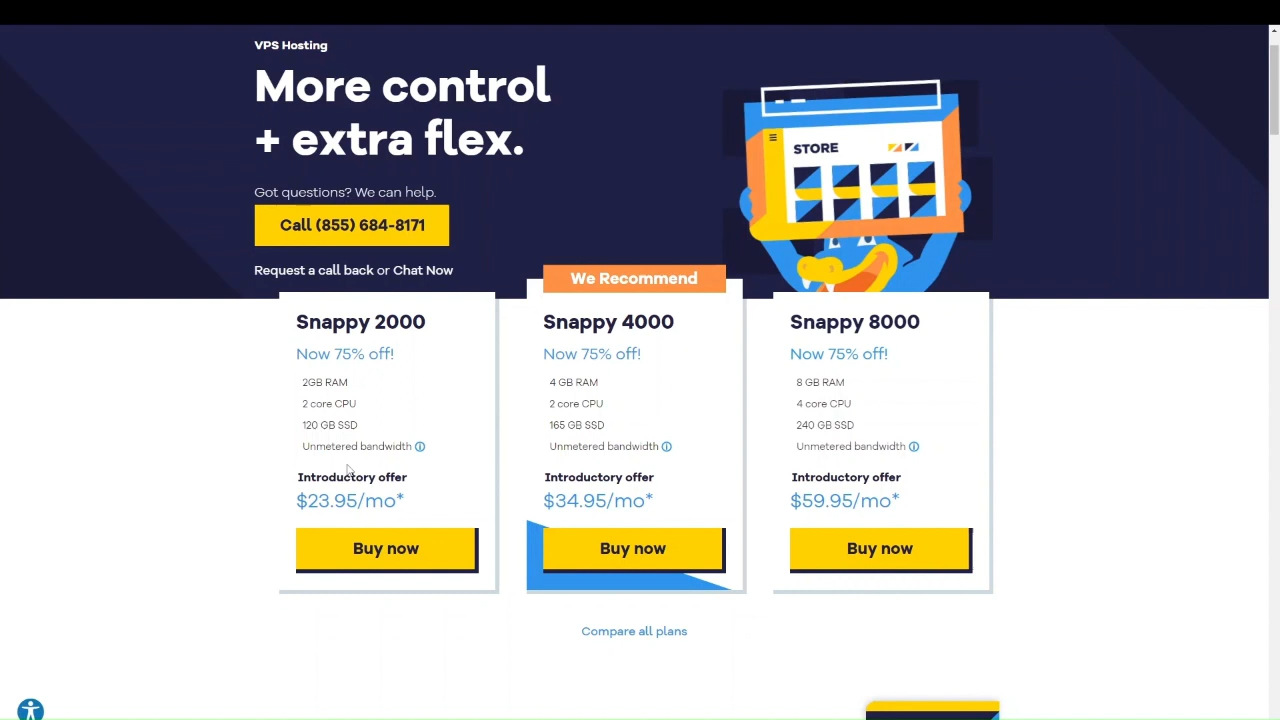 VPS Hosting
More control
+ extra flex.
Got questions? We can help.
Call (855) 684-8171
Request a call back or Chat Now
STORE
We Recommend
Snappy 2000
Now 75% off!
2GB RAM
2 core CPU
120 GB SSD
Unmetered bandwidth
Introductory offer
$23.95/mo*
Buy now
Snappy 4000
Now 75% off!
4 GB RAM
2 core CPU
165 GB SSD
Unmetered bandwidth
Introductory offer
$34.95/mo*
Buy now
Snappy 8000
Now 75% off!
8 GB RAM
4 core CPU
240 GB SSD
Unmetered bandwidth
Introductory offer
$59.95/mo*
Buy now
Compare all plans